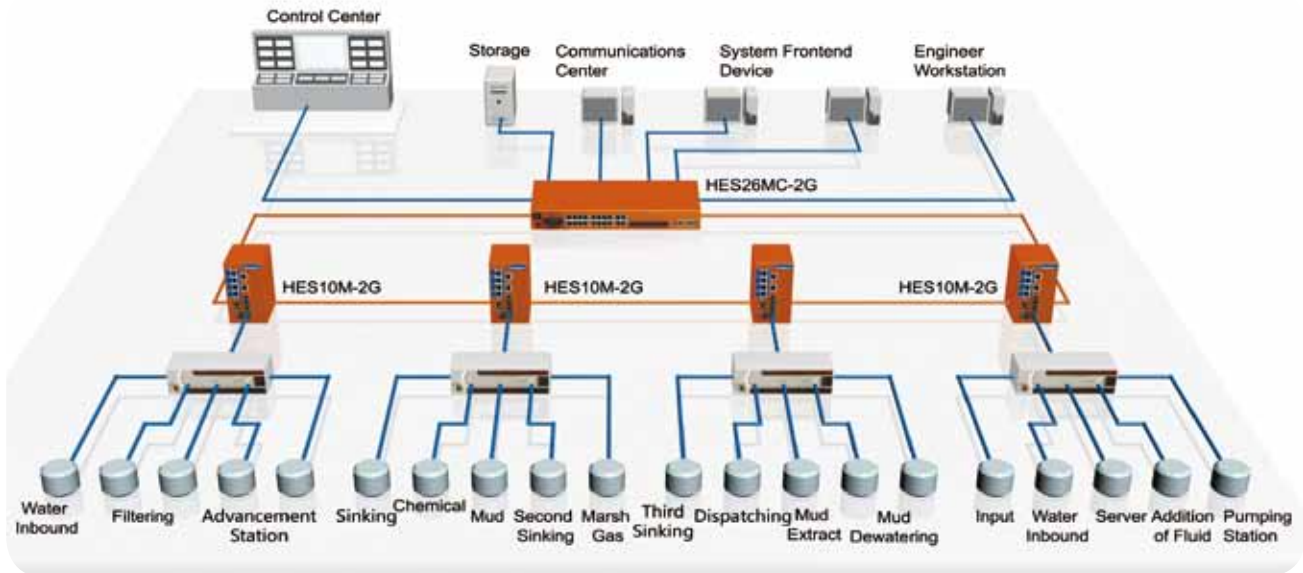 Control Center
Storage
Communications
Center
System Frontend
Device
Engineer
Workstation
HES26MC-2G
HES10M-2G
HES10M-2G
HES10M-2G
Water
Inbound
Filtering
Advancement
Station
Sinking
Chemical
Mud
Second
Sinking
Marsh
Gas
Third
Sinking
Dispatching
Mud
Extract
Mud
Dewatering
Input
Water
Inbound
Server
Addition
of Fluid
Pumping
Station